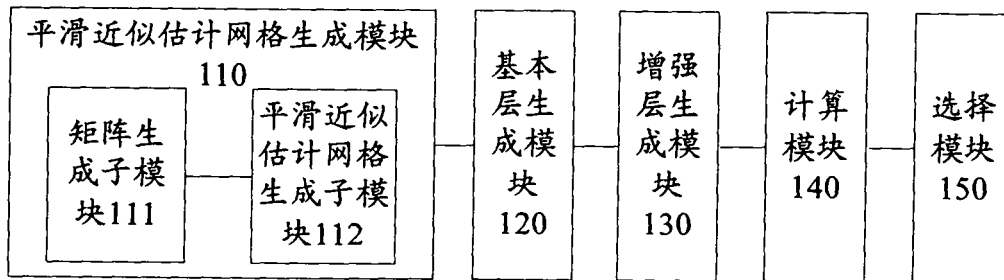 平滑近似估计网格生成模块
110
矩阵生
成子模
块111
平滑近似
估计网格
生成子模
块112
基本
层生
成模
块
120
增强
层生
成模
块
130
计算
模块
140
选择
模块
150